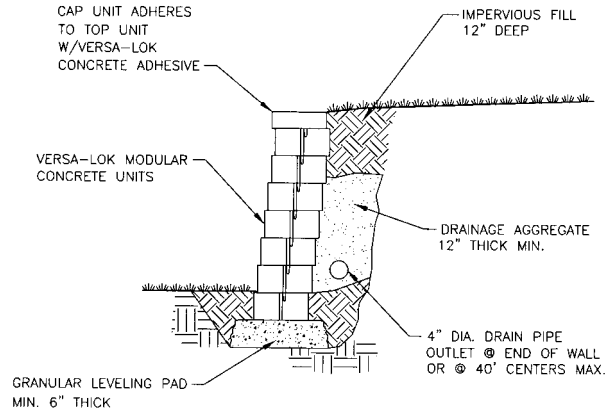 CAP UNIT ADHERES
TO TOP UNIT
W/VERSA-LOK
CONCRETE ADHESIVE
IMPERVIOUS FILL
12" DEEP
VERSA-LOK MODULAR
CONCRETE UNITS
DRAINAGE AGGREGATE
12" THICK MIN.
4" DIA. DRAIN PIPE
OUTLET @ END OF WALL
OR @ 40' CENTERS MAX.
GRANULAR LEVELING PAD
MIN. 6" THICK